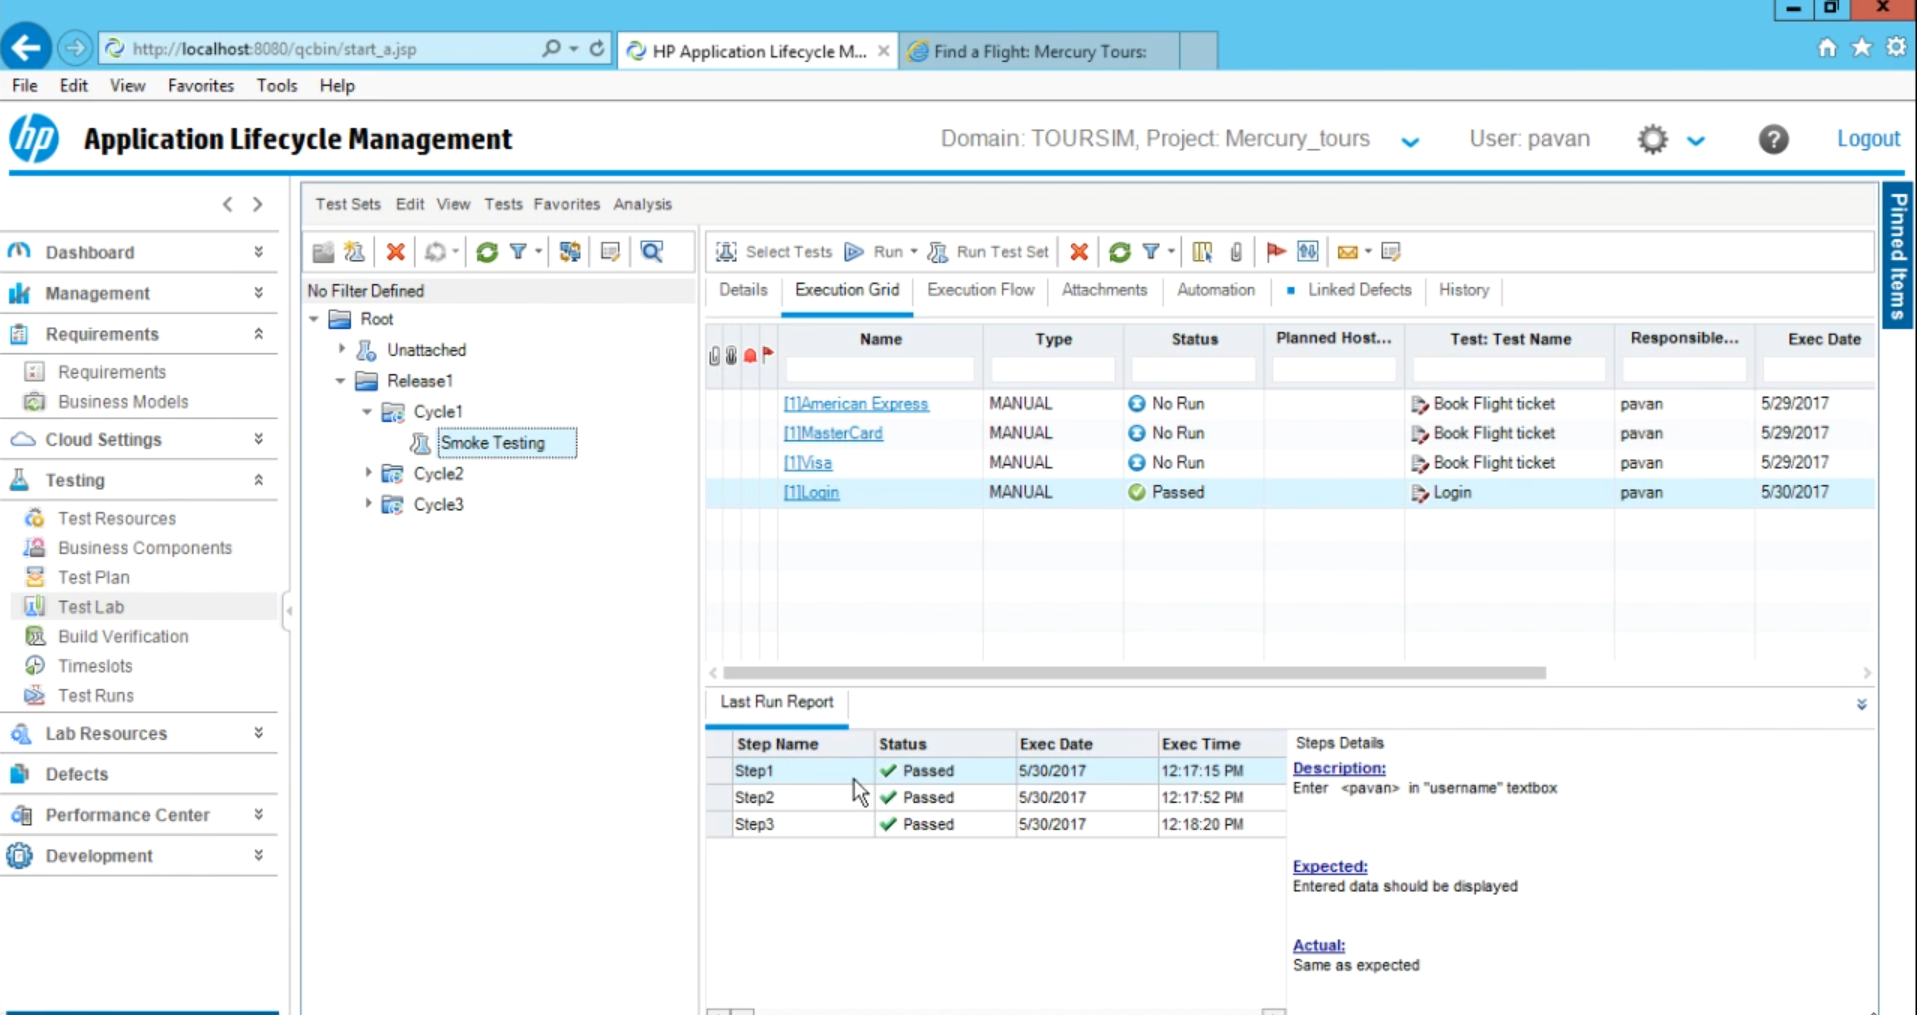 http://localhost:8080/qcbin/start_a.jsp
HP Application Lifecycle M...
Find a Flight: Mercury Tours:
File Edit View Favorites Tools Help
hp Application Lifecycle Management
Domain: TOURSIM, Project: Mercury_tours
User: pavan
Logout
Pinned Items
Dashboard
Management
Requirements
Requirements
Business Models
Cloud Settings
Testing
Test Resources
Business Components
Test Plan
Test Lab
Build Verification
Timeslots
Test Runs
Lab Resources
Defects
Performance Center
Development
Test Sets Edit View Tests Favorites Analysis
No Filter Defined
Root
Unattached
Release1
Cycle1
Smoke Testing
Cycle2
Cycle3
Select Tests Run Run Test Set
Details Execution Grid Execution Flow Attachments Automation Linked Defects History
Name Type Status Planned Host... Test: Test Name Responsible... Exec Date
[1]American Express MANUAL No Run Book Flight ticket pavan 5/29/2017
[1]MasterCard MANUAL No Run Book Flight ticket pavan 5/29/2017
[1]Visa MANUAL No Run Book Flight ticket pavan 5/29/2017
[1]Login MANUAL Passed Login pavan 5/30/2017
Last Run Report
Step Name Status Exec Date Exec Time
Step1 Passed 5/30/2017 12:17:15 PM
Step2 Passed 5/30/2017 12:17:52 PM
Step3 Passed 5/30/2017 12:18:20 PM
Steps Details
Description:
Enter <pavan> in "username" textbox
Expected:
Entered data should be displayed
Actual:
Same as expected